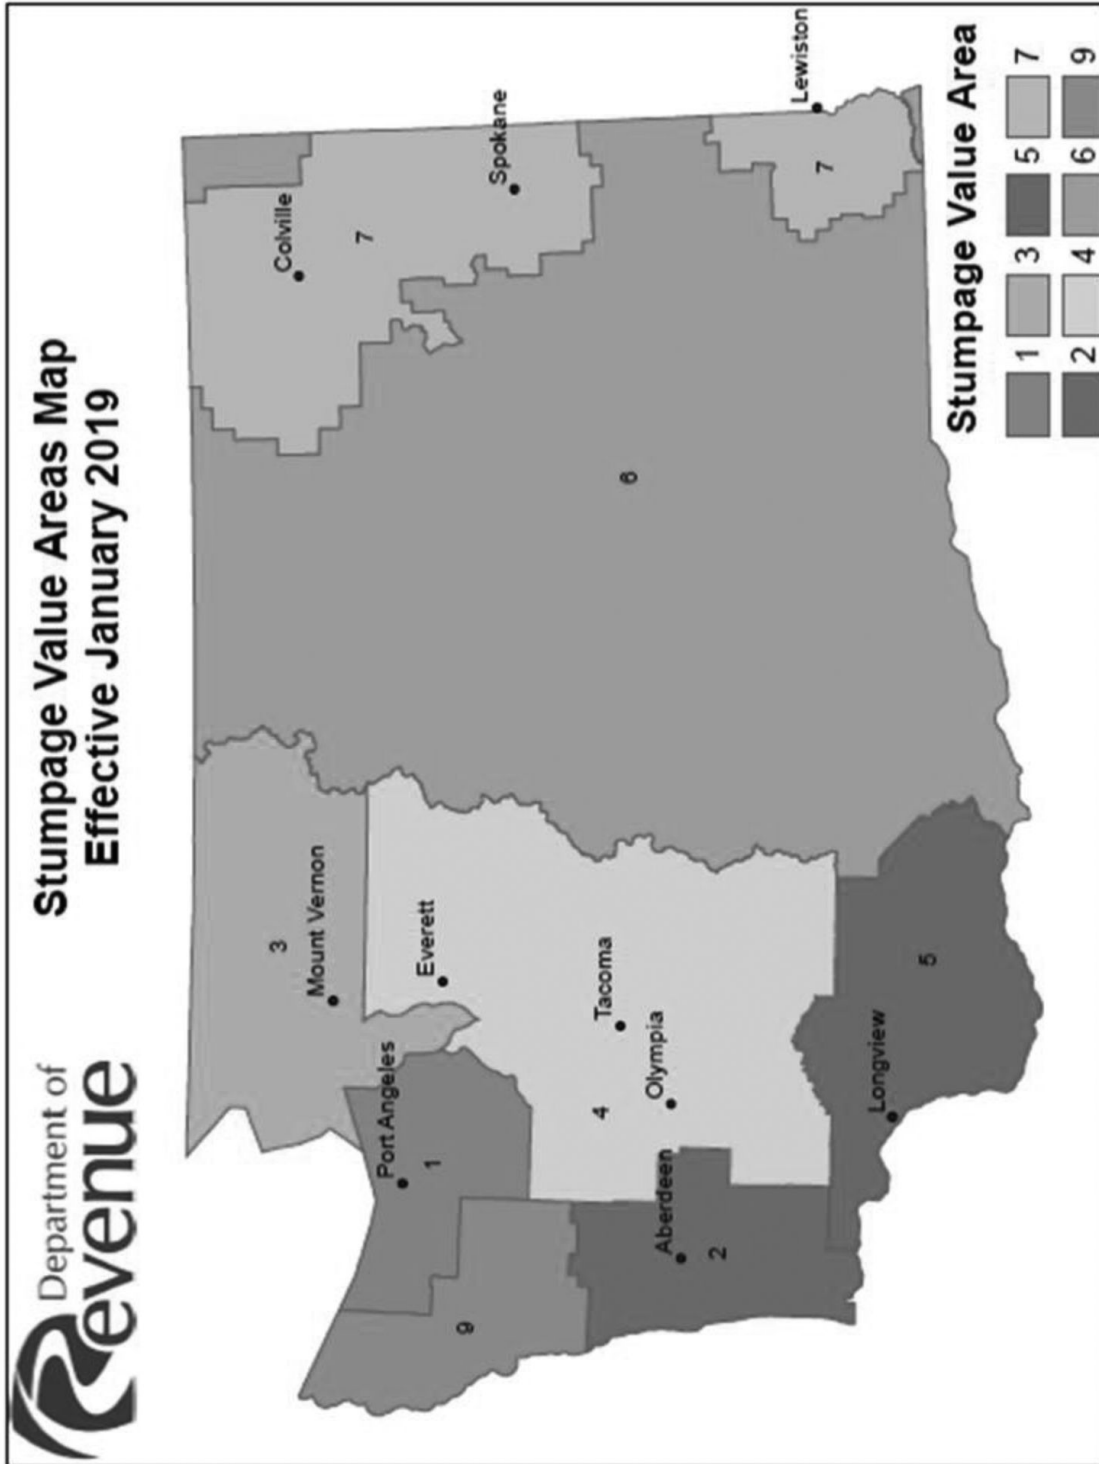 Department of
Revenue
Stumpage Value Areas Map
Effective January 2019
3
Mount Vernon
Port Angeles
1
9
Everett
4
Tacoma
Olympia
Aberdeen
2
Longview
5
6
Colville
7
Spokane
Lewiston
7
Stumpage Value Area
1 3 5 7
2 4 6 9